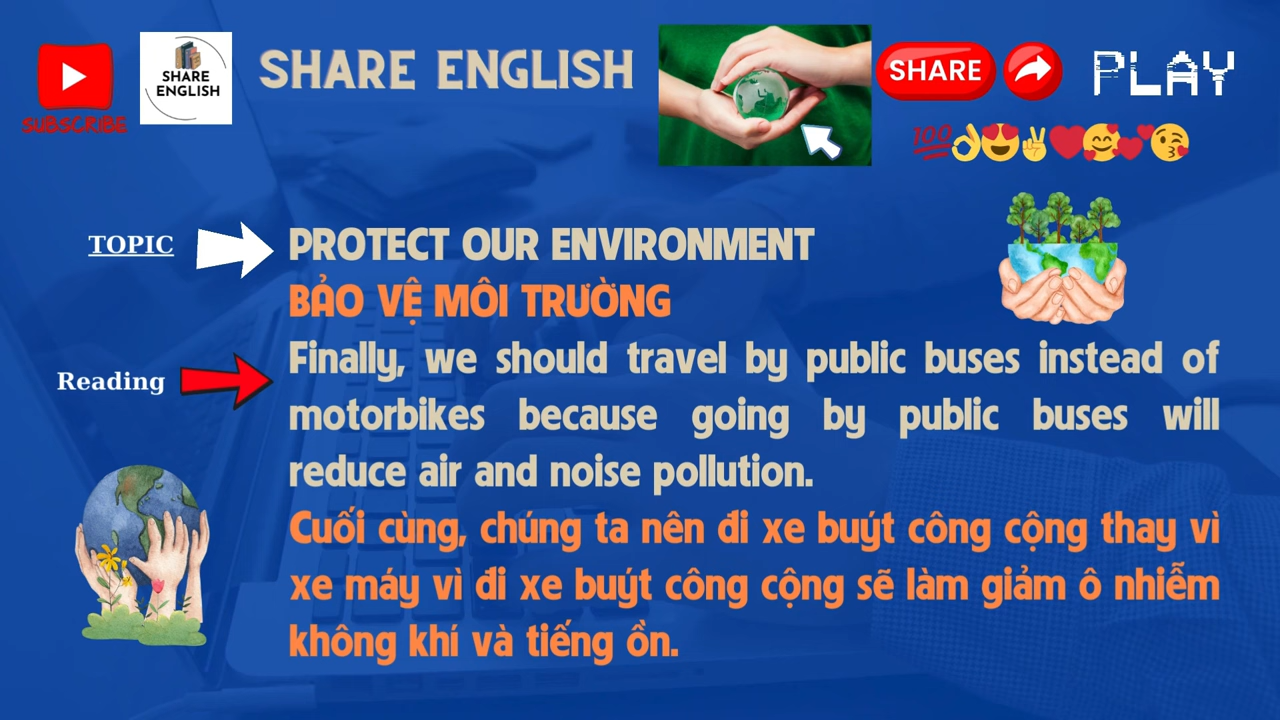 SUBSCRIBE
SHARE
ENGLISH
SHARE ENGLISH
SHARE
PLAY
100
TOPIC
PROTECT OUR ENVIRONMENT
BẢO VỆ MÔI TRƯỜNG
Reading
Finally, we should travel by public buses instead of
motorbikes because going by public buses will
reduce air and noise pollution.
Cuối cùng, chúng ta nên đi xe buýt công cộng thay vì
xe máy vì đi xe buýt công cộng sẽ làm giảm ô nhiễm
không khí và tiếng ồn.